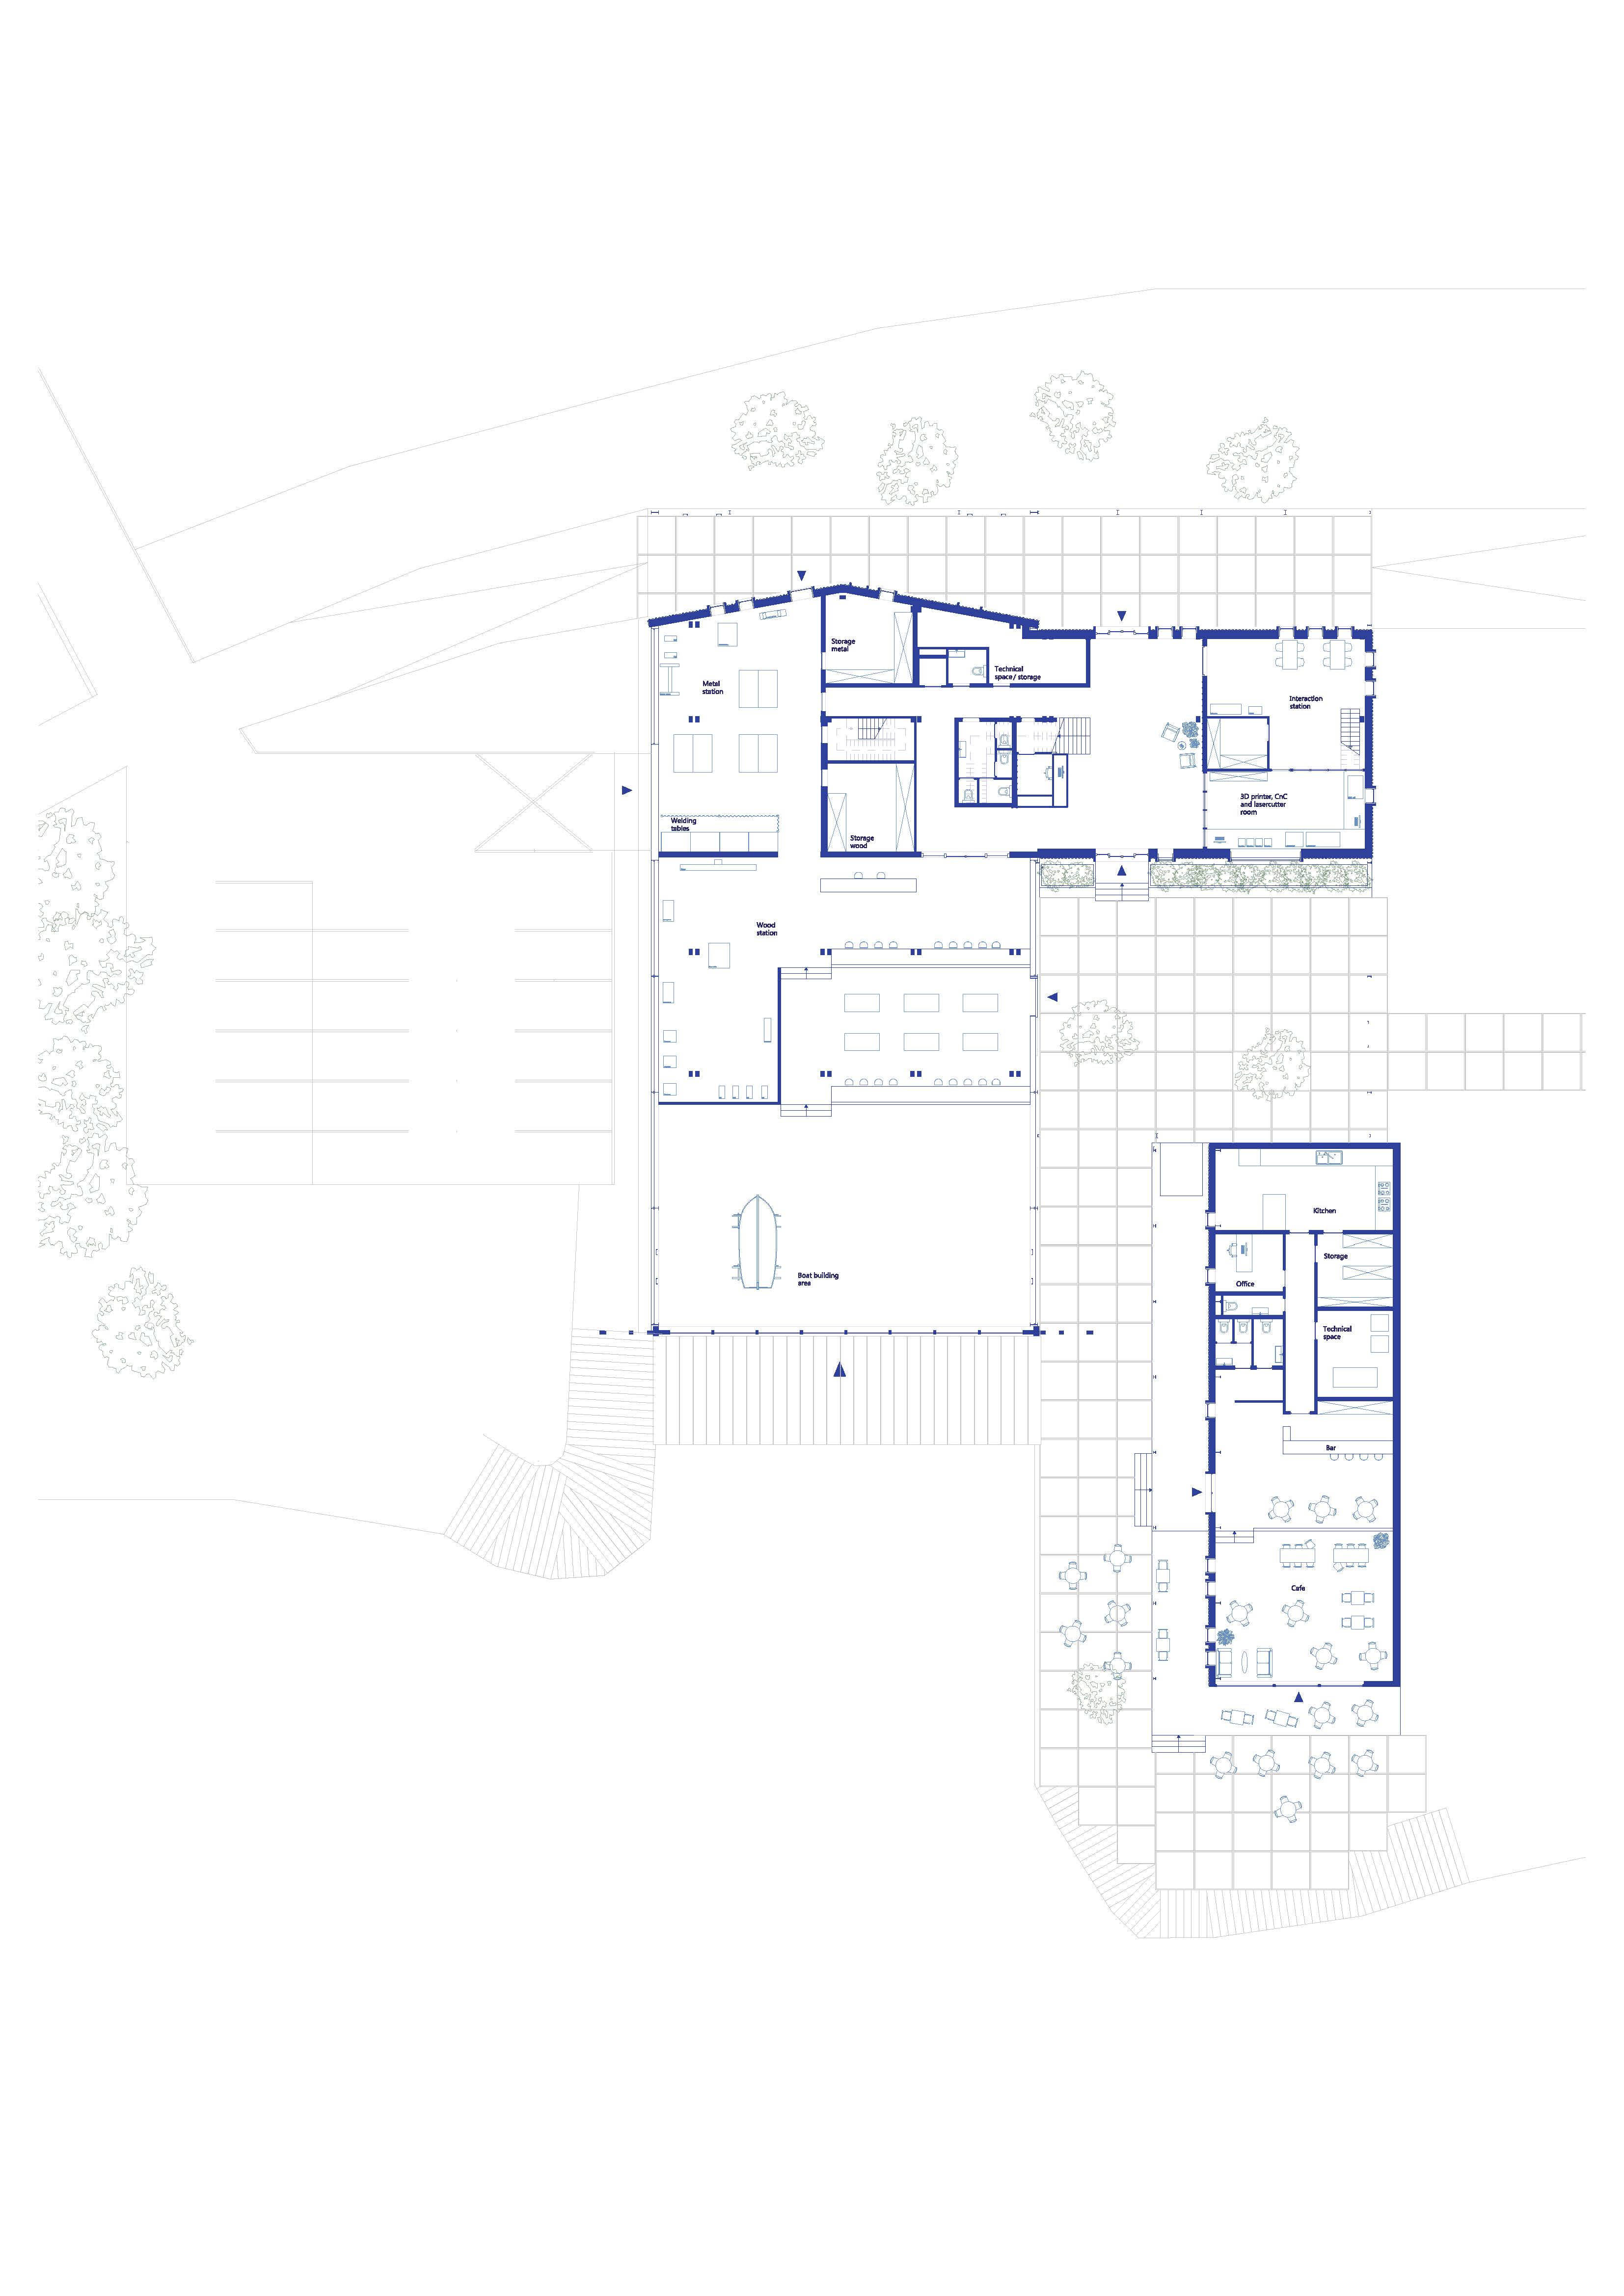 Storage
metal
Technical
space/ storage
Metal
station
Interaction
station
3D printer, CnC
and lasercutter
room
Welding
tables
Storage
wood
Wood
station
Kitchen
Storage
Office
Boat building
area
Technical
space
Bar
Cafe